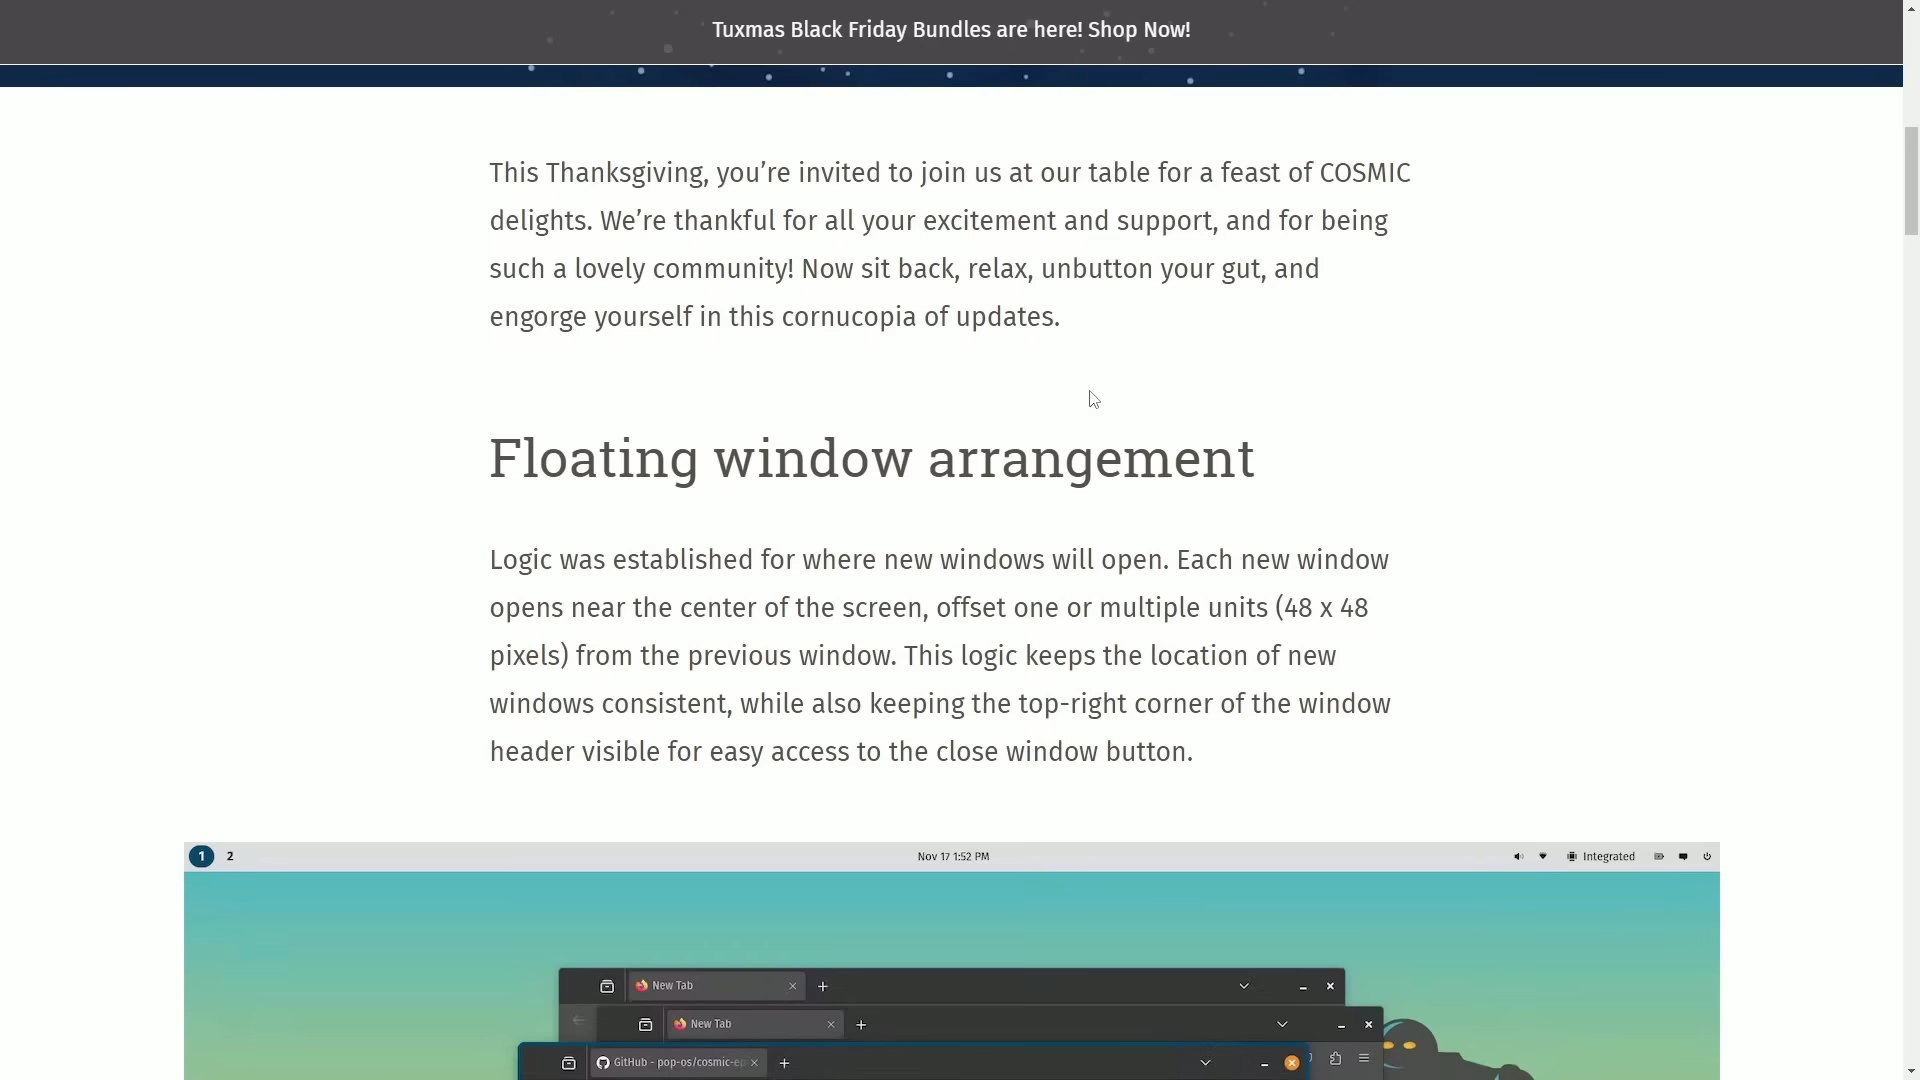 Tuxmas Black Friday Bundles are here! Shop Now!
This Thanksgiving, you’re invited to join us at our table for a feast of COSMIC
delights. We’re thankful for all your excitement and support, and for being
such a lovely community! Now sit back, relax, unbutton your gut, and
engorge yourself in this cornucopia of updates.
Floating window arrangement
Logic was established for where new windows will open. Each new window
opens near the center of the screen, offset one or multiple units (48 x 48
pixels) from the previous window. This logic keeps the location of new
windows consistent, while also keeping the top-right corner of the window
header visible for easy access to the close window button.
1 2 Nov 17 1:52 PM Integrated
New Tab
New Tab
GitHub - pop-os/cosmic-ep